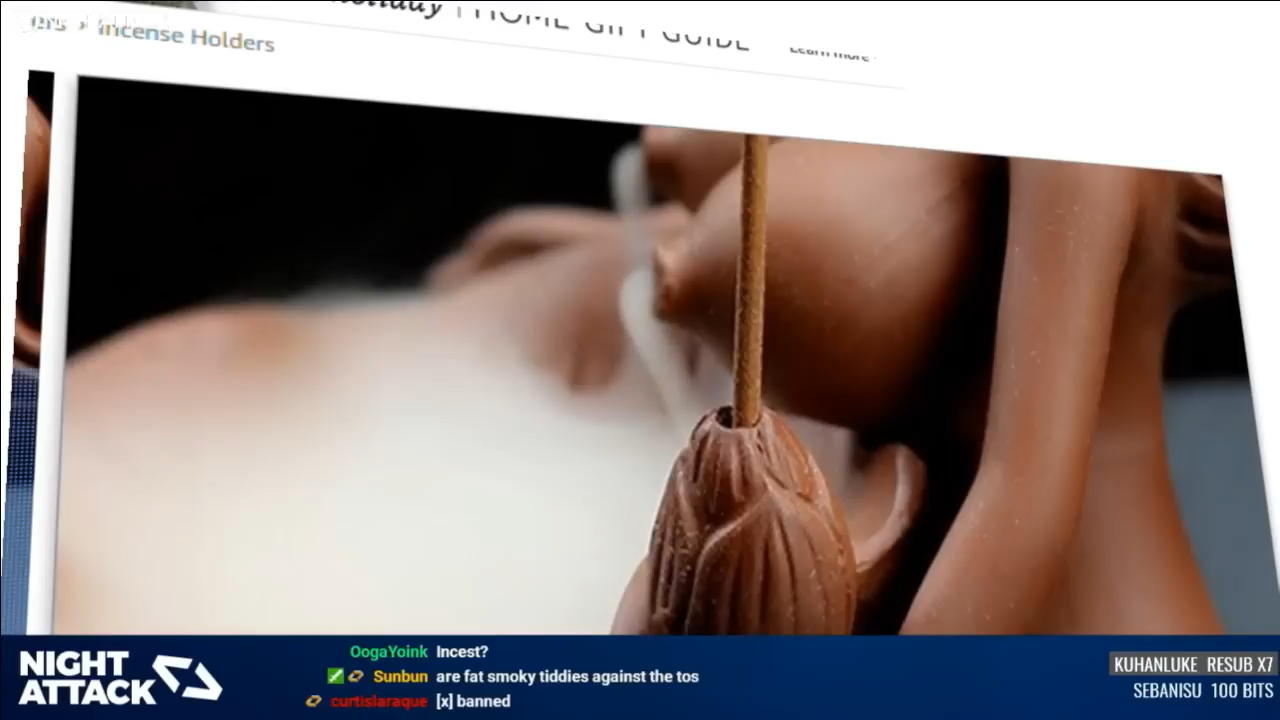 Holiday | HOME GIFT GUIDE Learn more
› Incense Holders
NIGHT
ATTACK
OogaYoink Incest?
Sunbun are fat smoky tiddies against the tos
curtislaraque [x] banned
KUHANLUKE RESUB X7
SEBANISU 100 BITS